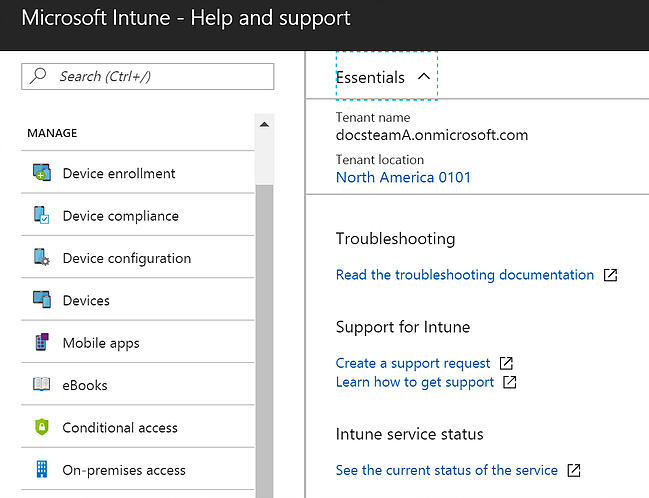 Microsoft Intune - Help and support
Search (Ctrl+/)
MANAGE
Device enrollment
Device compliance
Device configuration
Devices
Mobile apps
eBooks
Conditional access
On-premises access
Essentials
Tenant name
docsteamA.onmicrosoft.com
Tenant location
North America 0101
Troubleshooting
Read the troubleshooting documentation
Support for Intune
Create a support request
Learn how to get support
Intune service status
See the current status of the service